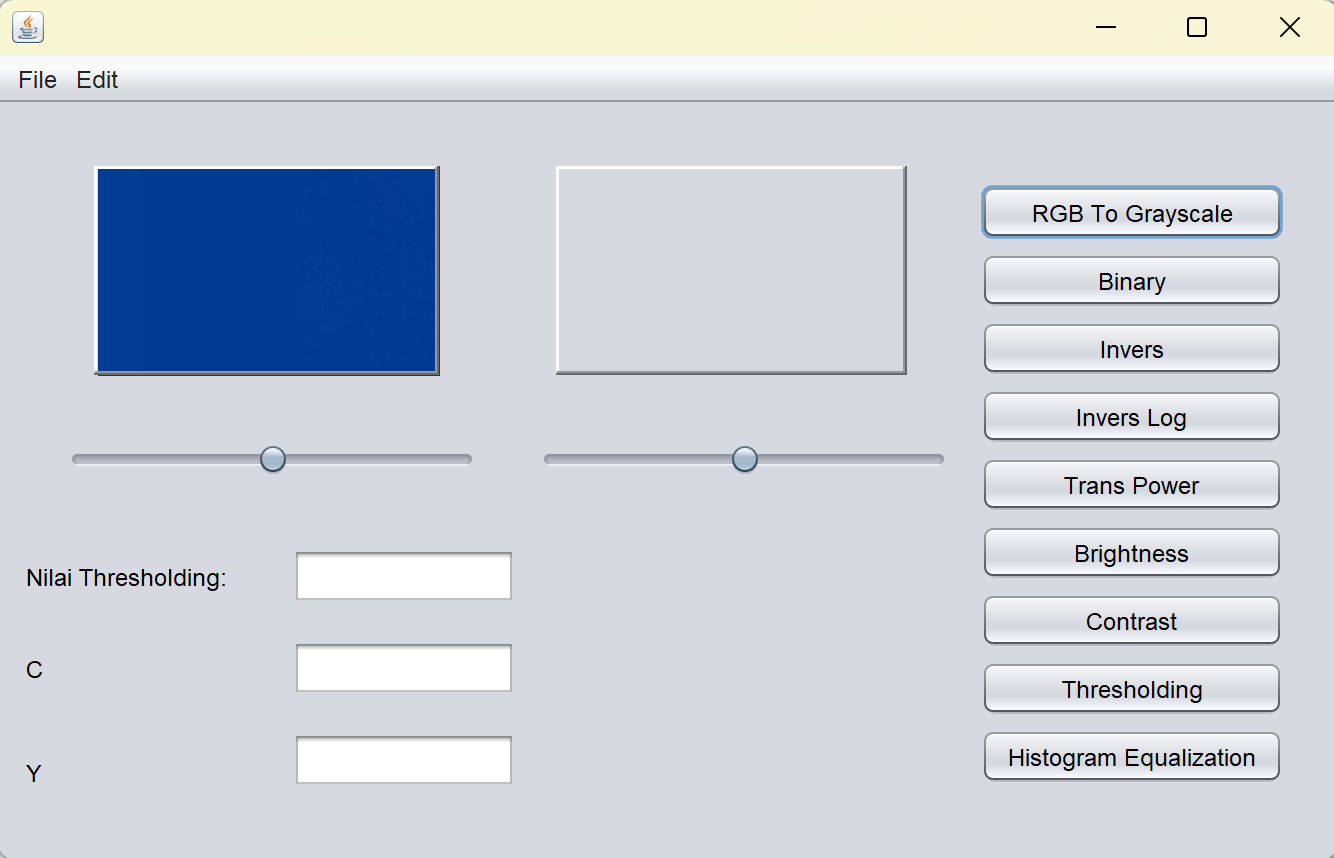 File Edit
RGB To Grayscale
Binary
Invers
Invers Log
Trans Power
Brightness
Contrast
Thresholding
Histogram Equalization
Nilai Thresholding:
C
Y